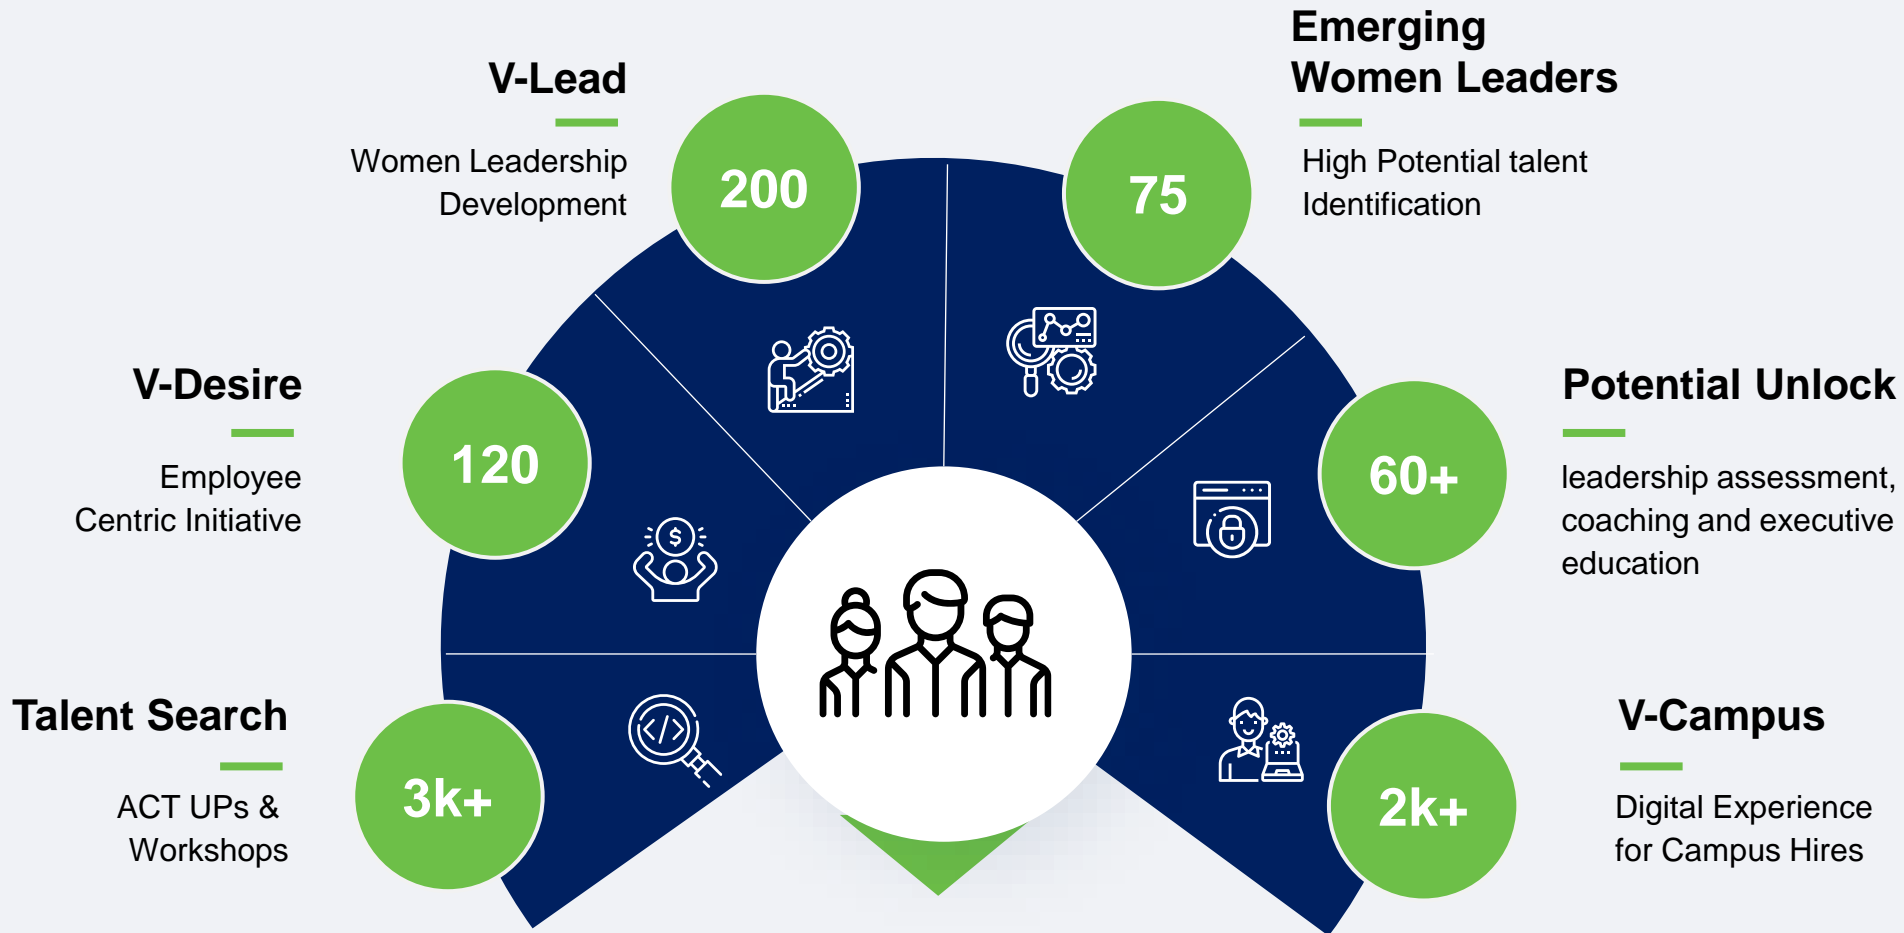 V-Lead
Women Leadership
Development
200
Emerging
Women Leaders
High Potential talent
Identification
75
V-Desire
Employee
Centric Initiative
120
Potential Unlock
leadership assessment,
coaching and executive
education
60+
Talent Search
ACT UPs &
Workshops
3k+
V-Campus
Digital Experience
for Campus Hires
2k+
$
</>